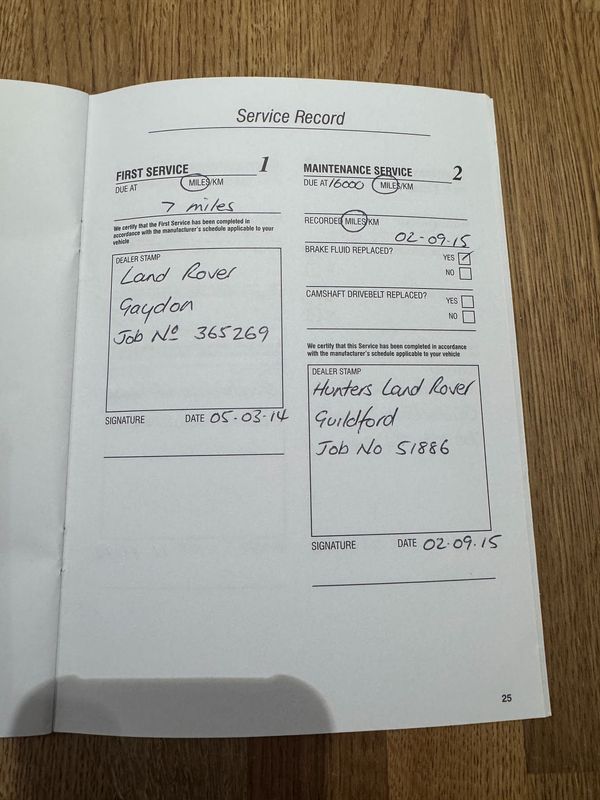 Service Record
FIRST SERVICE 1
DUE AT MILES/KM
7 miles
We certify that the First Service has been completed in
accordance with the manufacturer's schedule applicable to your
vehicle
DEALER STAMP
Land Rover
Gaydon
Job Nº 365269
SIGNATURE DATE 05-03-14
MAINTENANCE SERVICE 2
DUE AT 16000 MILES/KM
RECORDED MILES/KM
02-09-15
BRAKE FLUID REPLACED? YES
NO
CAMSHAFT DRIVEBELT REPLACED? YES
NO
We certify that this Service has been completed in accordance
with the manufacturer's schedule applicable to your vehicle
DEALER STAMP
Hunters Land Rover
Guildford
Job No 51886
SIGNATURE DATE 02.09.15
25